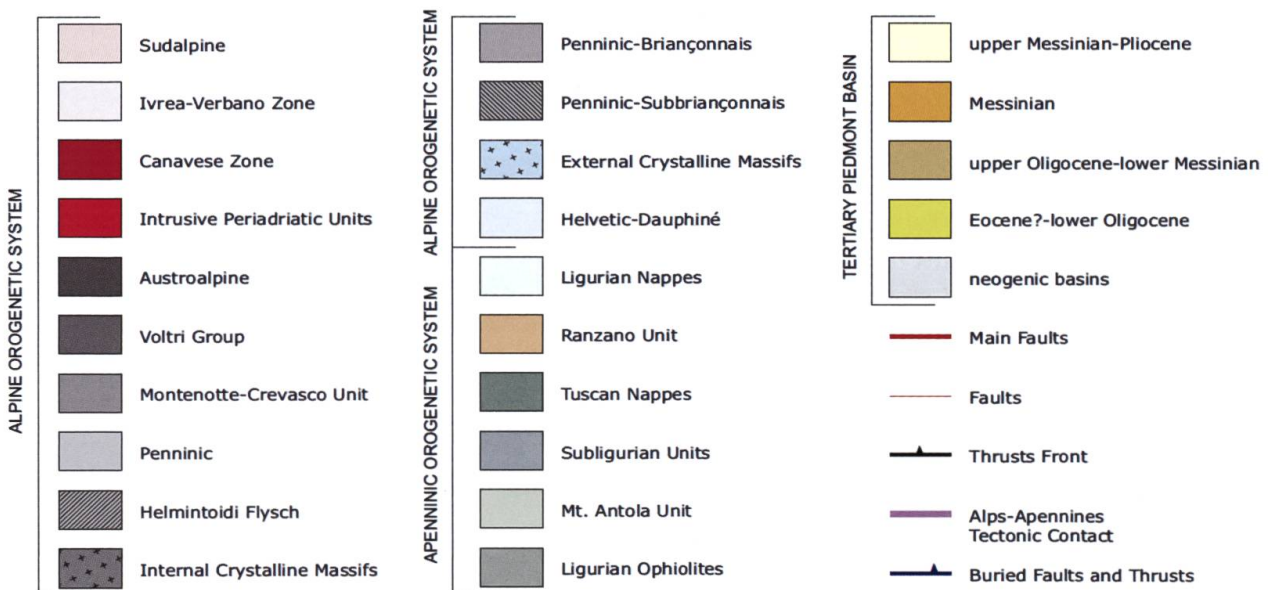 ALPINE OROGENETIC SYSTEM
Sudalpine
Ivrea-Verbano Zone
Canavese Zone
Intrusive Periadriatic Units
Austroalpine
Voltri Group
Montenotte-Crevasco Unit
Penninic
Helmintoidi Flysch
Internal Crystalline Massifs
ALPINE OROGENETIC SYSTEM
Penninic-Briançonnais
Penninic-Subbriançonnais
External Crystalline Massifs
Helvetic-Dauphiné
APENNINIC OROGENETIC SYSTEM
Ligurian Nappes
Ranzano Unit
Tuscan Nappes
Subligurian Units
Mt. Antola Unit
Ligurian Ophiolites
TERTIARY PIEDMONT BASIN
upper Messinian-Pliocene
Messinian
upper Oligocene-lower Messinian
Eocene?-lower Oligocene
neogenic basins
Main Faults
Faults
Thrusts Front
Alps-Apennines
Tectonic Contact
Buried Faults and Thrusts